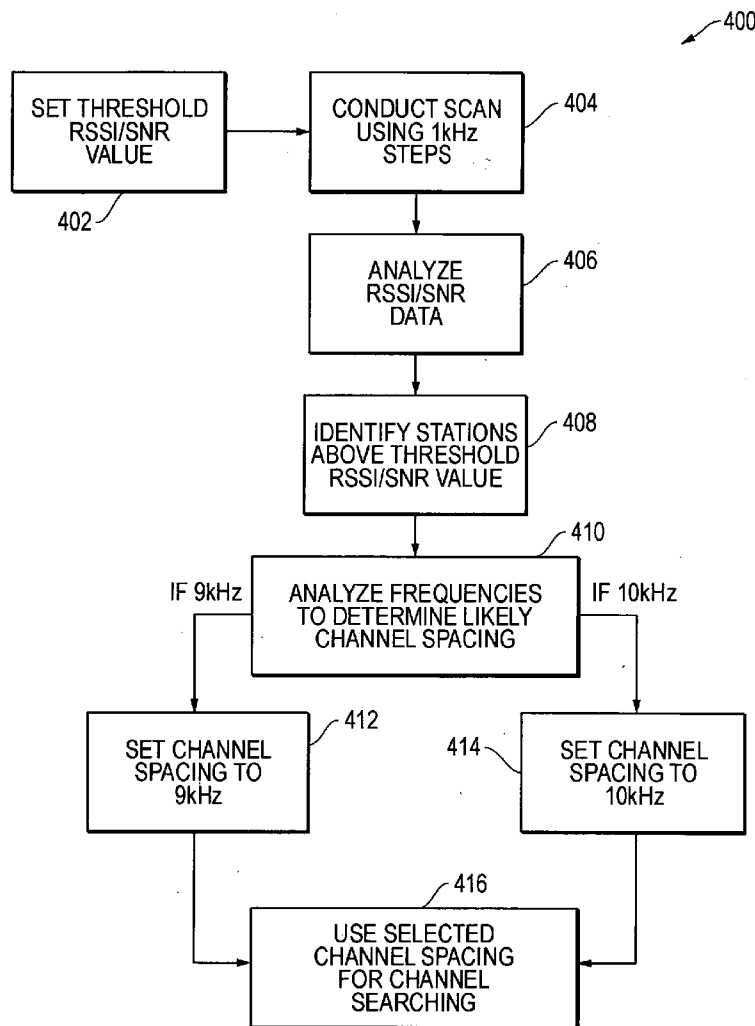 400
SET THRESHOLD
RSSI/SNR
VALUE
402
CONDUCT SCAN
USING 1kHz
STEPS
404
ANALYZE
RSSI/SNR
DATA
406
IDENTIFY STATIONS
ABOVE THRESHOLD
RSSI/SNR VALUE
408
410
IF 9kHz
ANALYZE FREQUENCIES
TO DETERMINE LIKELY
CHANNEL SPACING
IF 10kHz
412
SET CHANNEL
SPACING TO
9kHz
414
SET CHANNEL
SPACING TO
10kHz
416
USE SELECTED
CHANNEL SPACING
FOR CHANNEL
SEARCHING